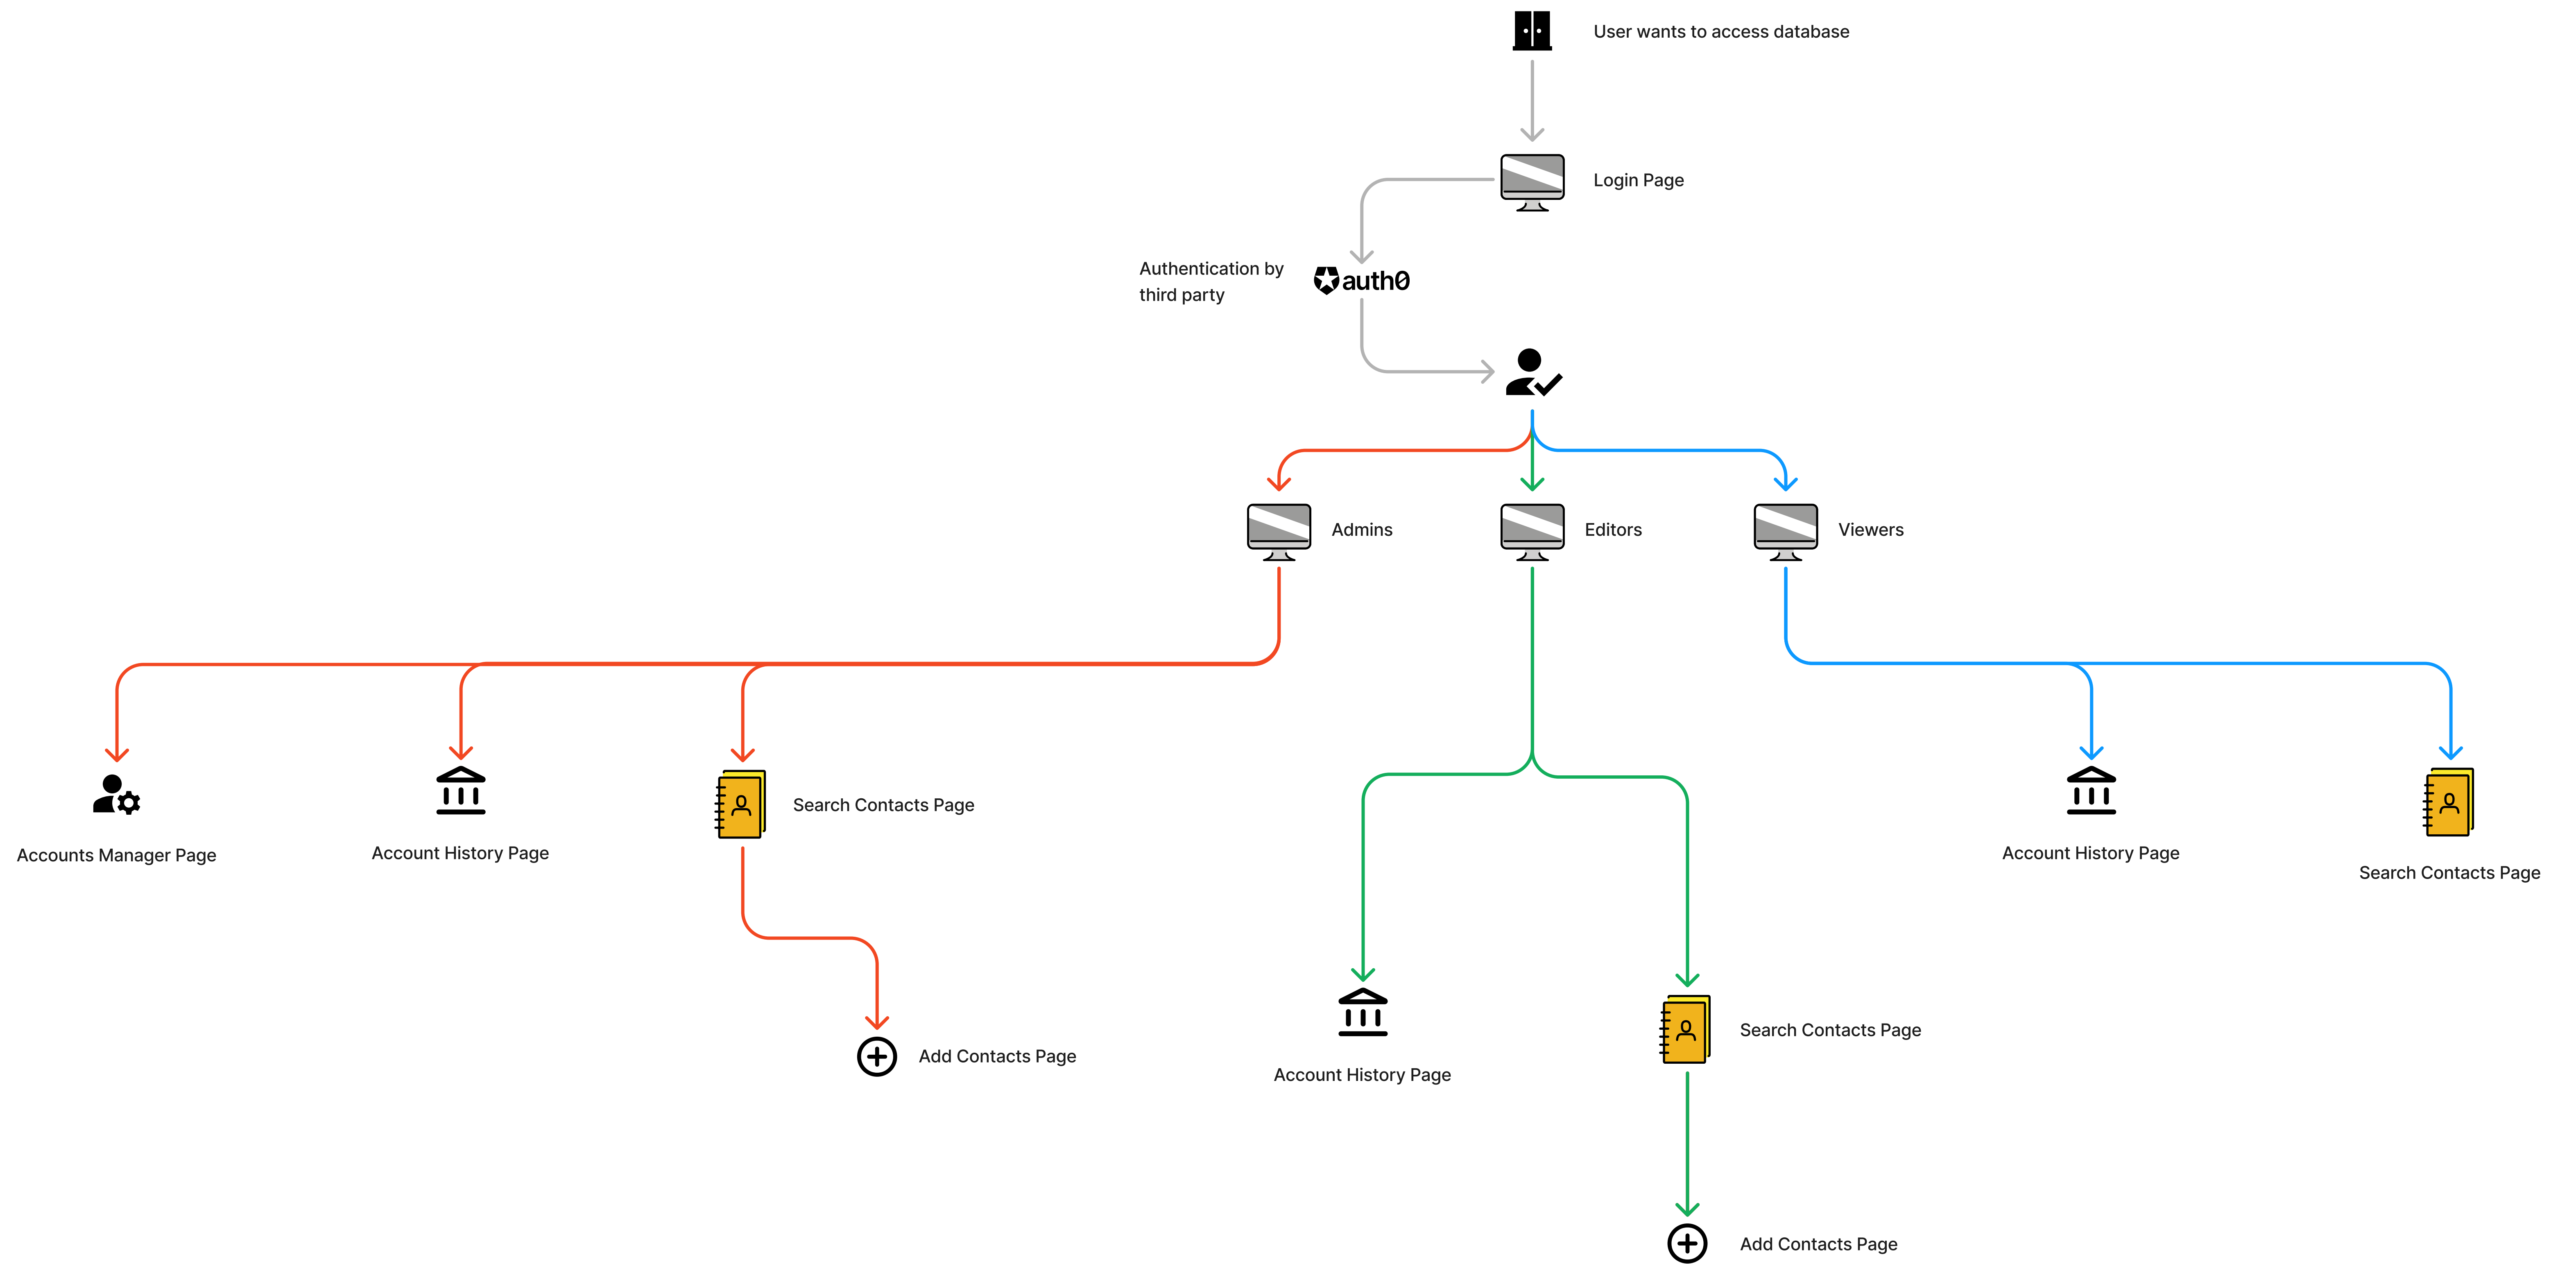 User wants to access database
Login Page
Authentication by
third party
auth0
Admins
Editors
Viewers
Accounts Manager Page
Account History Page
Search Contacts Page
Account History Page
Search Contacts Page
Add Contacts Page
Account History Page
Search Contacts Page
Add Contacts Page